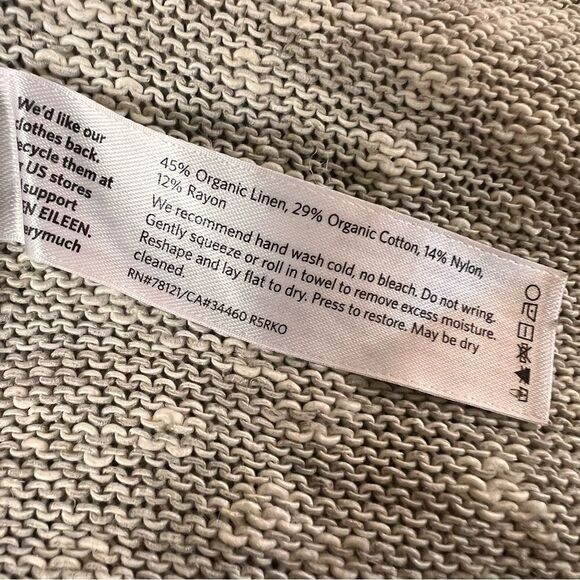 We'd like our
clothes back.
ecycle them at
US stores
support
N EILEEN.
rymuch
45% Organic Linen, 29% Organic Cotton, 14% Nylon,
12% Rayon
We recommend hand wash cold, no bleach. Do not wring.
Gently squeeze or roll in towel to remove excess moisture.
Reshape and lay flat to dry. Press to restore. May be dry
cleaned.
RN#78121/CA#34460 R5RKO